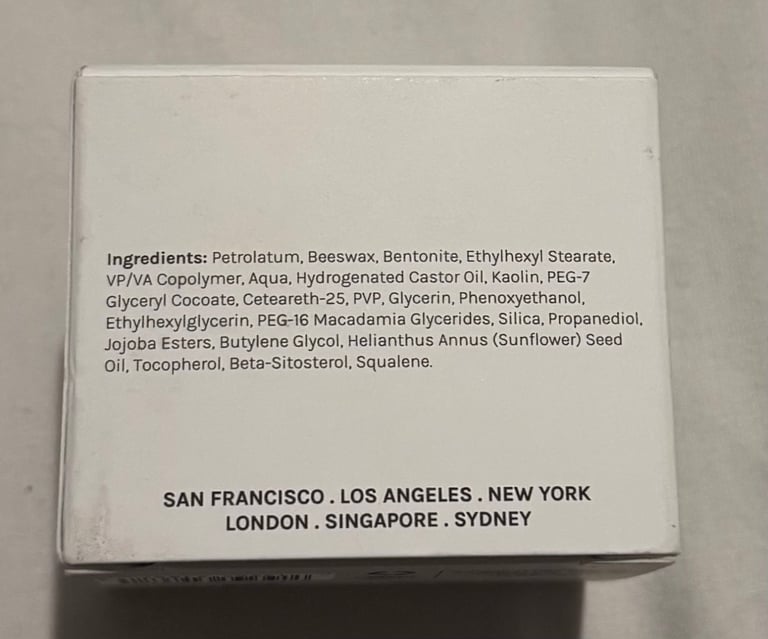 Ingredients: Petrolatum, Beeswax, Bentonite, Ethylhexyl Stearate,
VP/VA Copolymer, Aqua, Hydrogenated Castor Oil, Kaolin, PEG-7
Glyceryl Cocoate, Ceteareth-25, PVP, Glycerin, Phenoxyethanol,
Ethylhexylglycerin, PEG-16 Macadamia Glycerides, Silica, Propanediol,
Jojoba Esters, Butylene Glycol, Helianthus Annus (Sunflower) Seed
Oil, Tocopherol, Beta-Sitosterol, Squalene.
SAN FRANCISCO . LOS ANGELES . NEW YORK
LONDON . SINGAPORE . SYDNEY